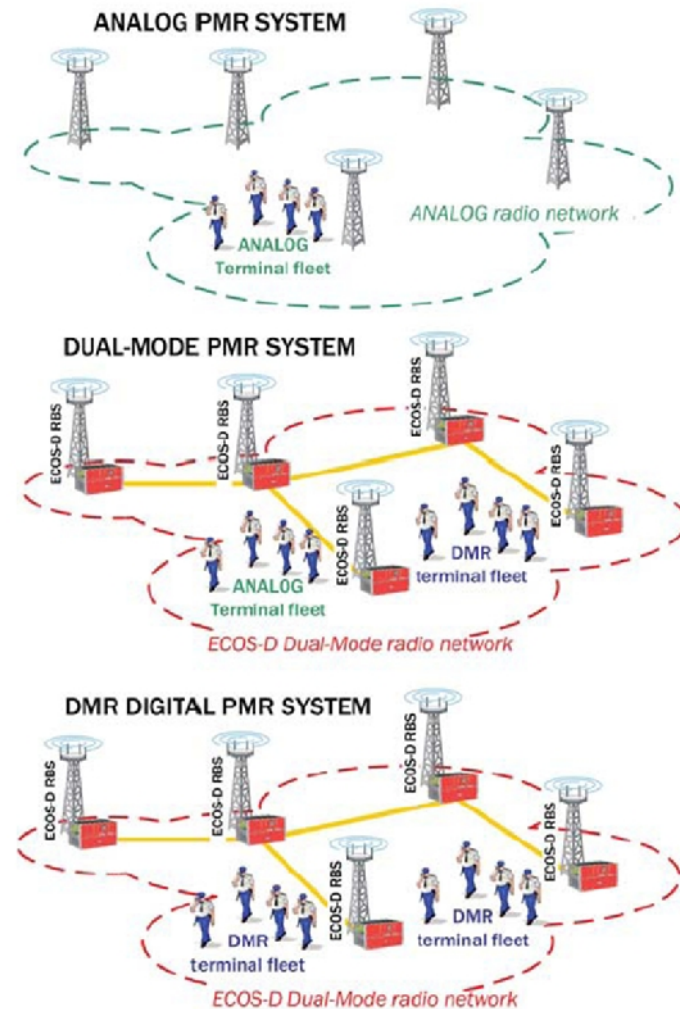 ANALOG PMR SYSTEM
ANALOG radio network
ANALOG
Terminal fleet
DUAL-MODE PMR SYSTEM
ECOS-D RBS
ECOS-D RBS
ECOS-D RBS
ECOS-D RBS
ECOS-D RBS
DMR
terminal fleet
ANALOG
Terminal fleet
ECOS-D Dual-Mode radio network
DMR DIGITAL PMR SYSTEM
ECOS-D RBS
ECOS-D RBS
ECOS-D RBS
ECOS-D RBS
ECOS-D RBS
DMR
terminal fleet
DMR
terminal fleet
ECOS-D Dual-Mode radio network